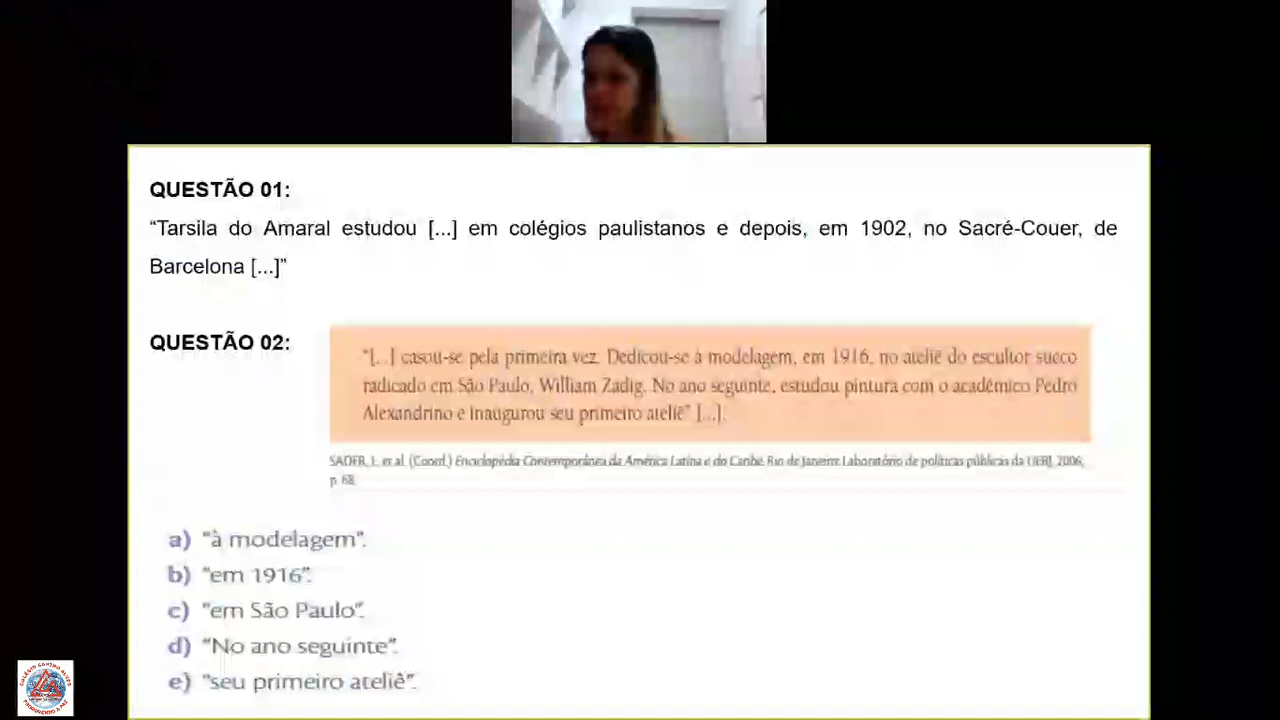 QUESTÃO 01:
“Tarsila do Amaral estudou [...] em colégios paulistanos e depois, em 1902, no Sacré-Couer, de
Barcelona [...]”
QUESTÃO 02:
“[...] casou-se pela primeira vez. Dedicou-se à modelagem, em 1916, no ateliê do escultor sueco
radicado em São Paulo, William Zadig. No ano seguinte, estudou pintura com o acadêmico Pedro
Alexandrino e inaugurou seu primeiro ateliê” [...].
SADER, E. et al. (Coord.) Enciclopédia Contemporânea da América Latina e do Caribe. Rio de Janeiro: Laboratório de políticas públicas da UERJ, 2006,
p. 68.
a) “à modelagem”.
b) “em 1916”.
c) “em São Paulo”.
d) “No ano seguinte”.
e) “seu primeiro ateliê”.